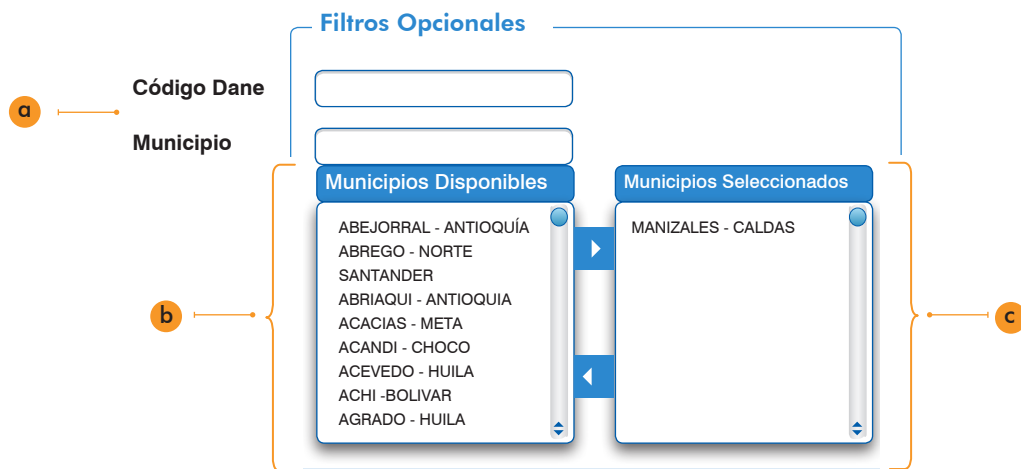 Filtros Opcionales
Código Dane
a
Municipio
Municipios Disponibles
Municipios Seleccionados
ABEJORRAL - ANTIOQUÍA
ABREGO - NORTE
SANTANDER
ABRIAQUI - ANTIOQUIA
ACACIAS - META
ACANDI - CHOCO
ACEVEDO - HUILA
ACHI -BOLIVAR
AGRADO - HUILA
MANIZALES - CALDAS
b
c